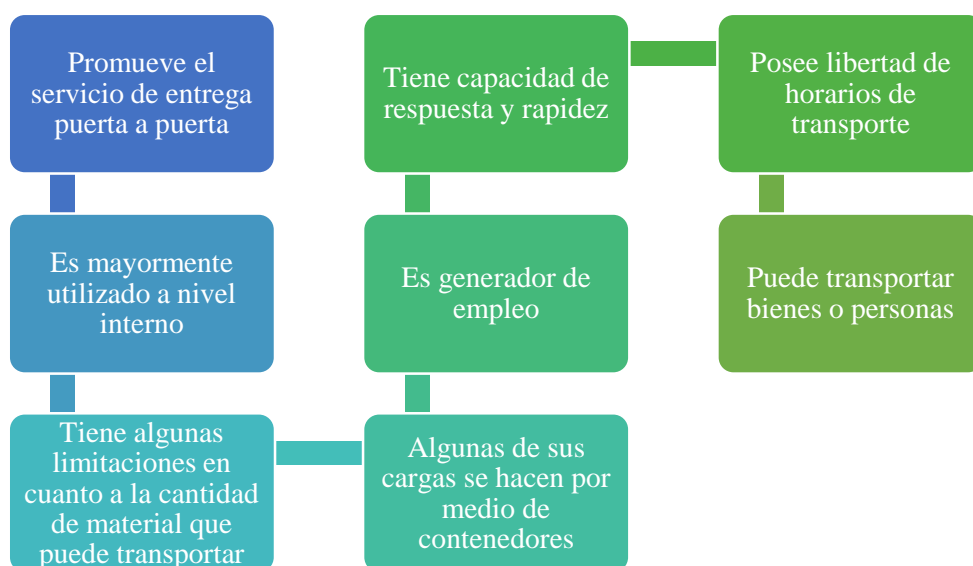 Promueve el
servicio de entrega
puerta a puerta
Es mayormente
utilizado a nivel
interno
Tiene algunas
limitaciones en
cuanto a la cantidad
de material que
puede transportar
Algunas de sus
cargas se hacen por
medio de
contenedores
Es generador de
empleo
Tiene capacidad de
respuesta y rapidez
Posee libertad de
horarios de
transporte
Puede transportar
bienes o personas